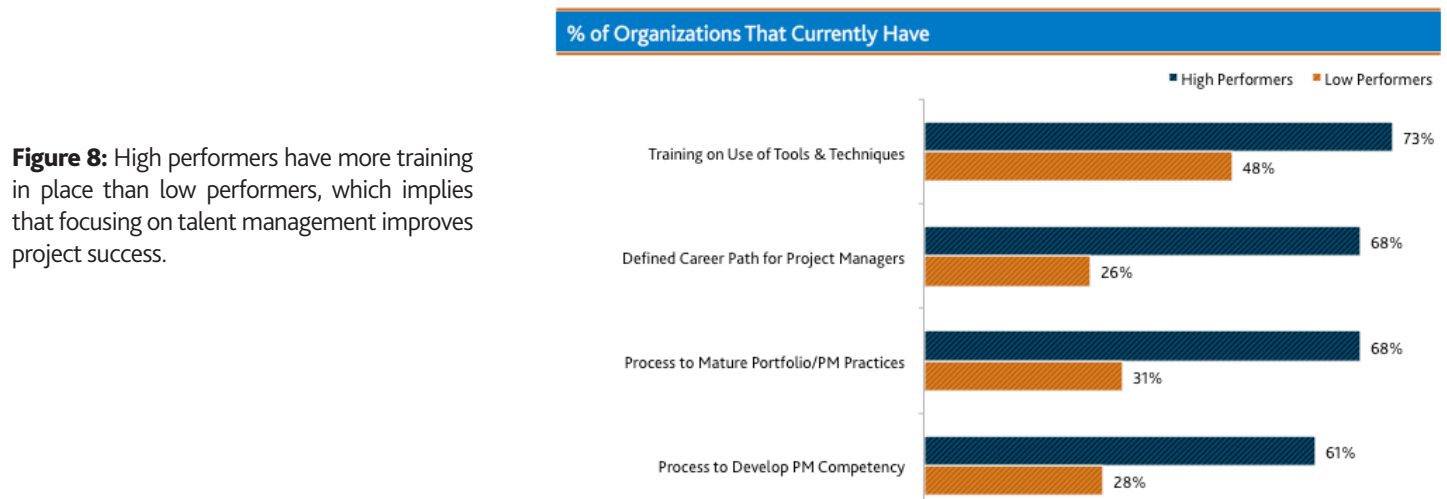 % of Organizations That Currently Have
High Performers Low Performers
Figure 8: High performers have more training
in place than low performers, which implies
that focusing on talent management improves
project success.
Training on Use of Tools & Techniques
73%
48%
Defined Career Path for Project Managers
68%
26%
Process to Mature Portfolio/PM Practices
68%
31%
Process to Develop PM Competency
61%
28%